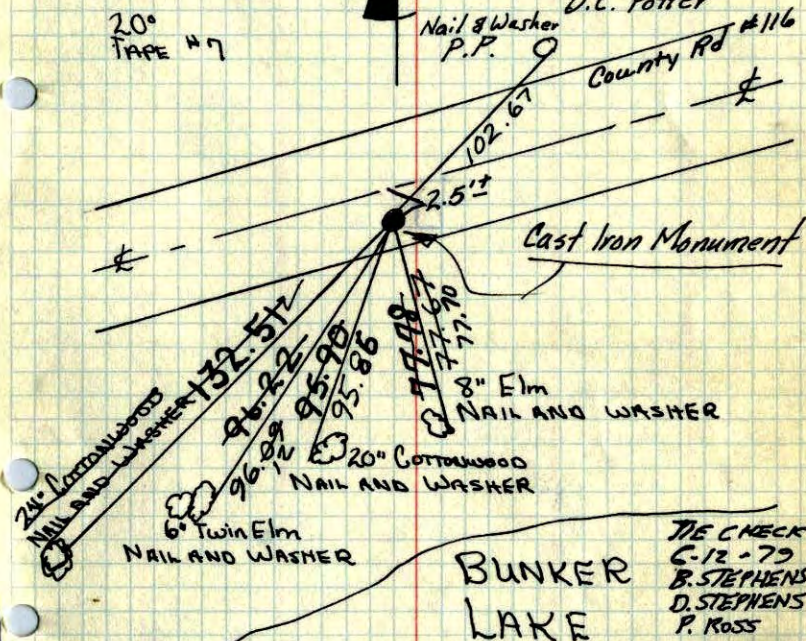 20°
TAPE #7
D.C. Potter
Nail & Washer
P.P.
County Rd #116
℄
102.67
2.5'±
℄
Cast Iron Monument
132.51
24" COTTONWOOD
NAIL AND WASHER
96.22
96.09
95.90
95.86
77.98
77.67
77.70
8" Elm
NAIL AND WASHER
20" COTTONWOOD
NAIL AND WASHER
6" Twin Elm
NAIL AND WASHER
BUNKER
LAKE
TIE CHECK
6-12-79
B. STEPHENS
D. STEPHENS
P. ROSS